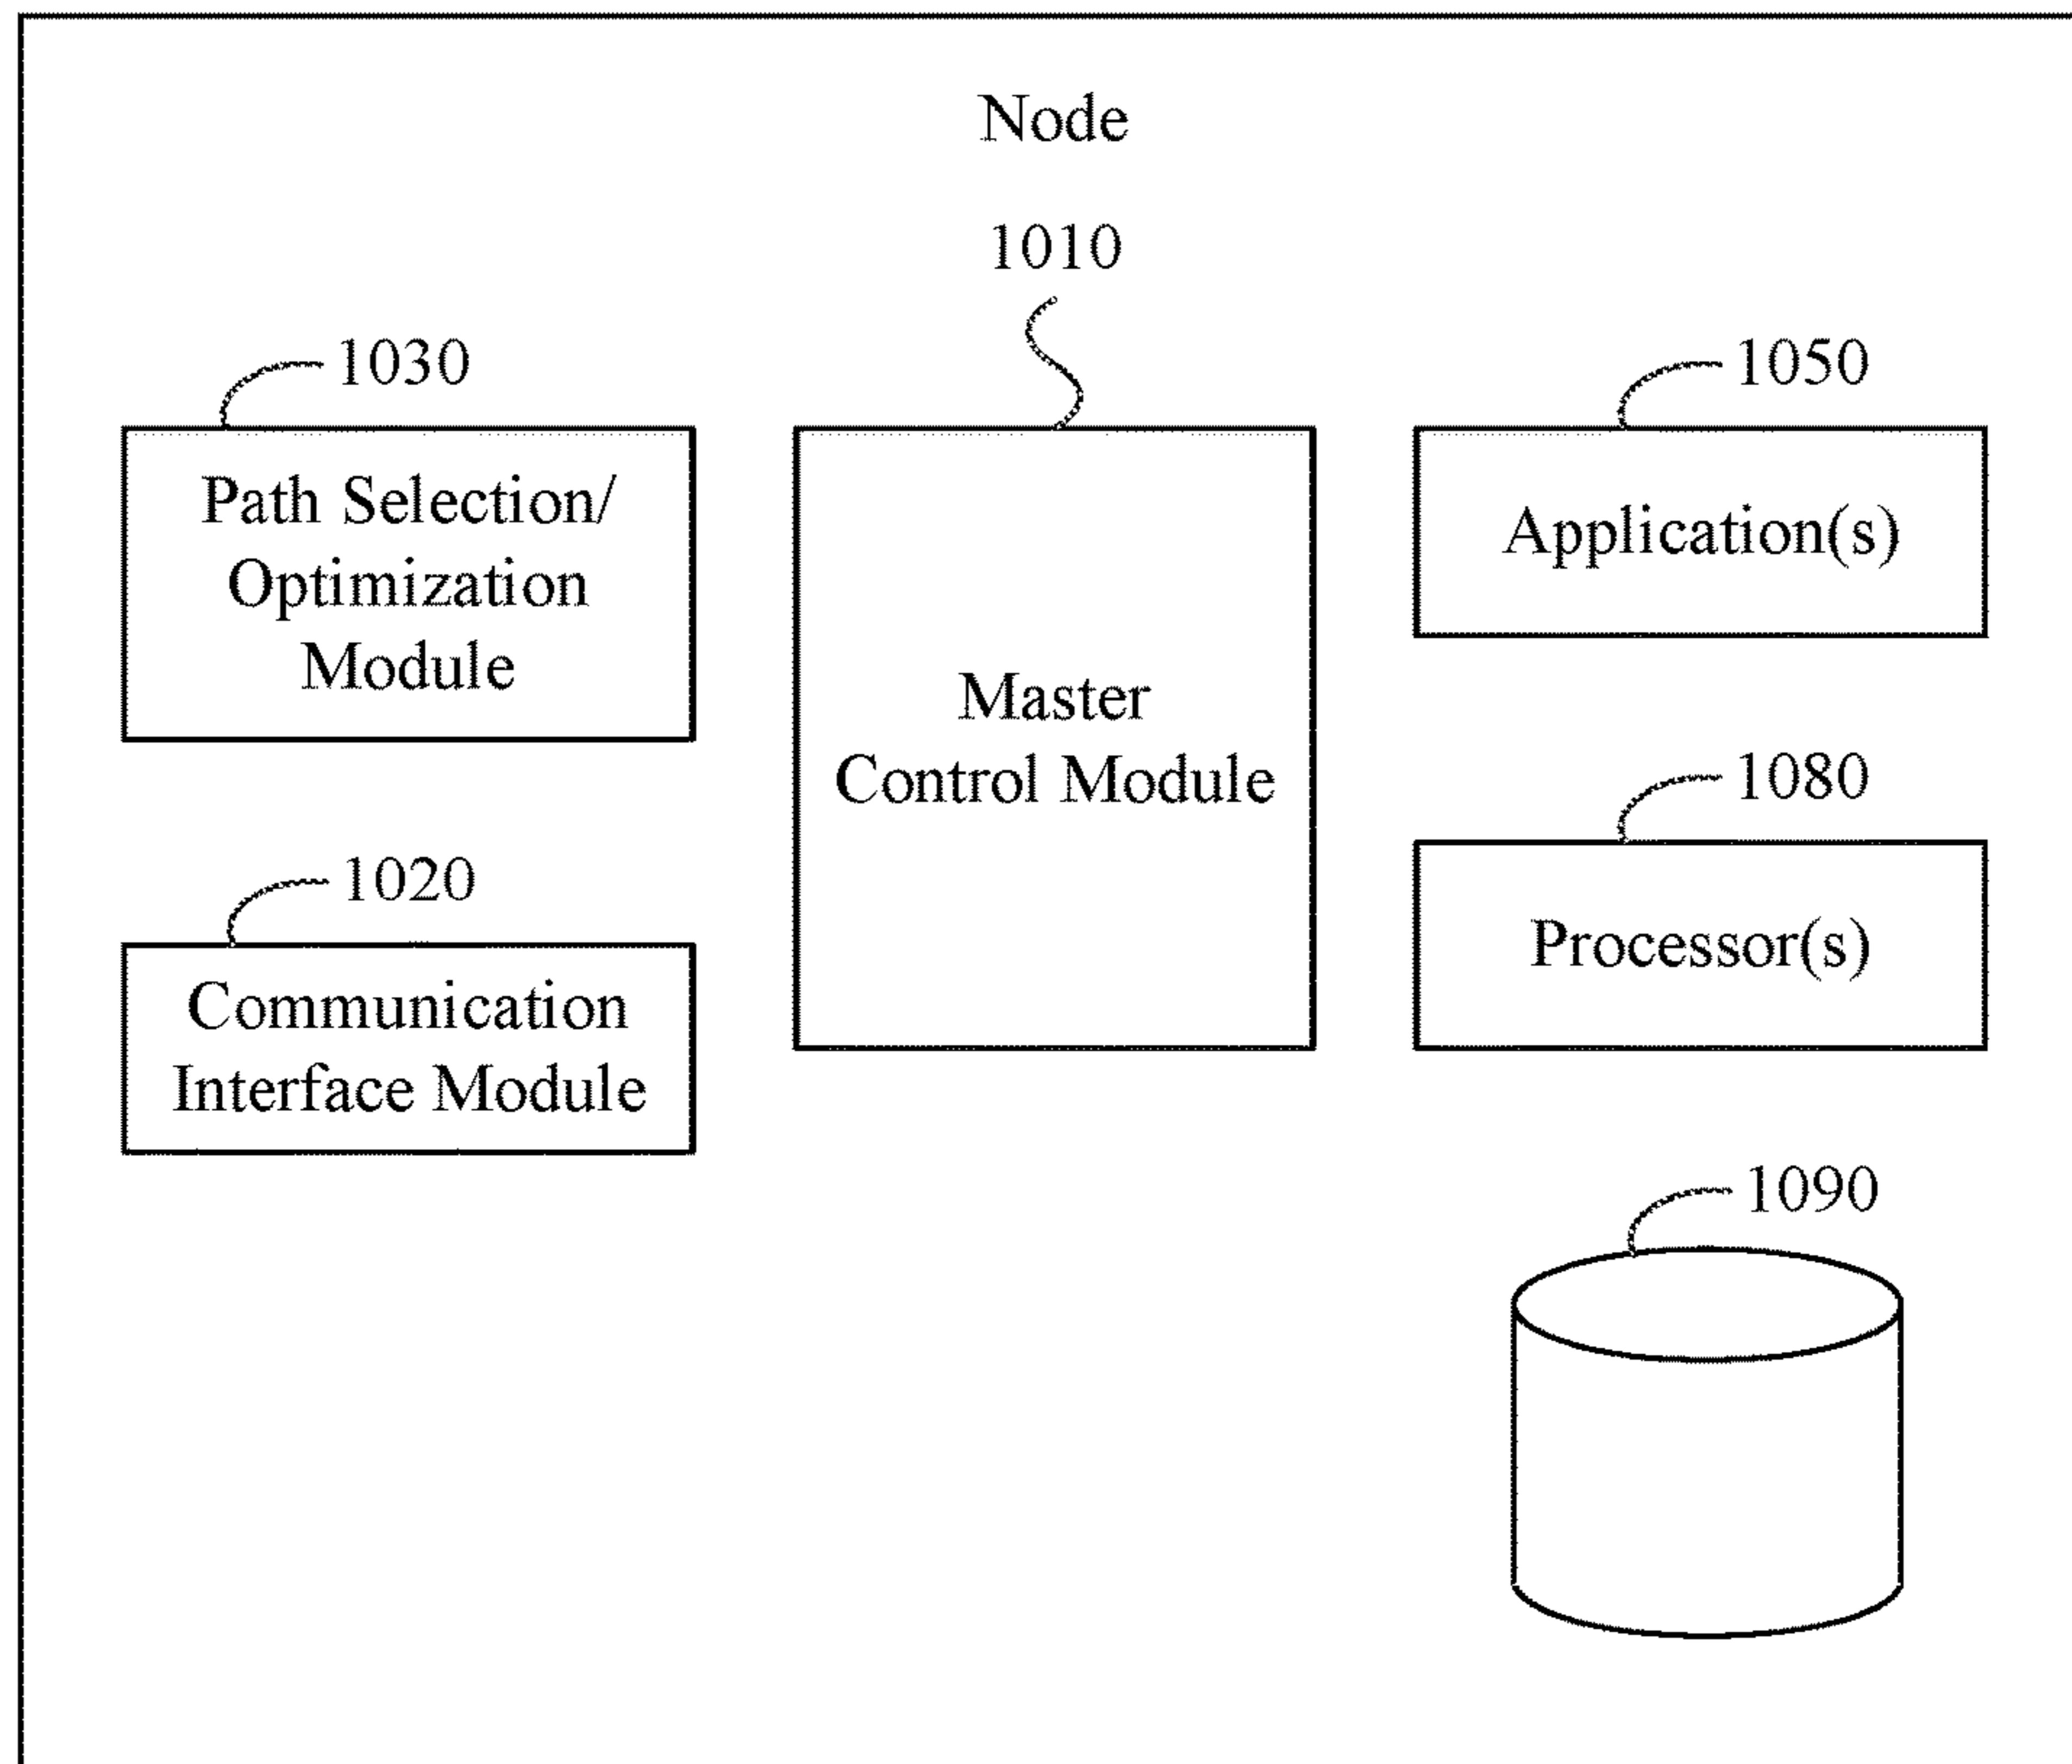 Node
1010
1030
Path Selection/
Optimization
Module
1020
Communication
Interface Module
Master
Control Module
1050
Application(s)
1080
Processor(s)
1090